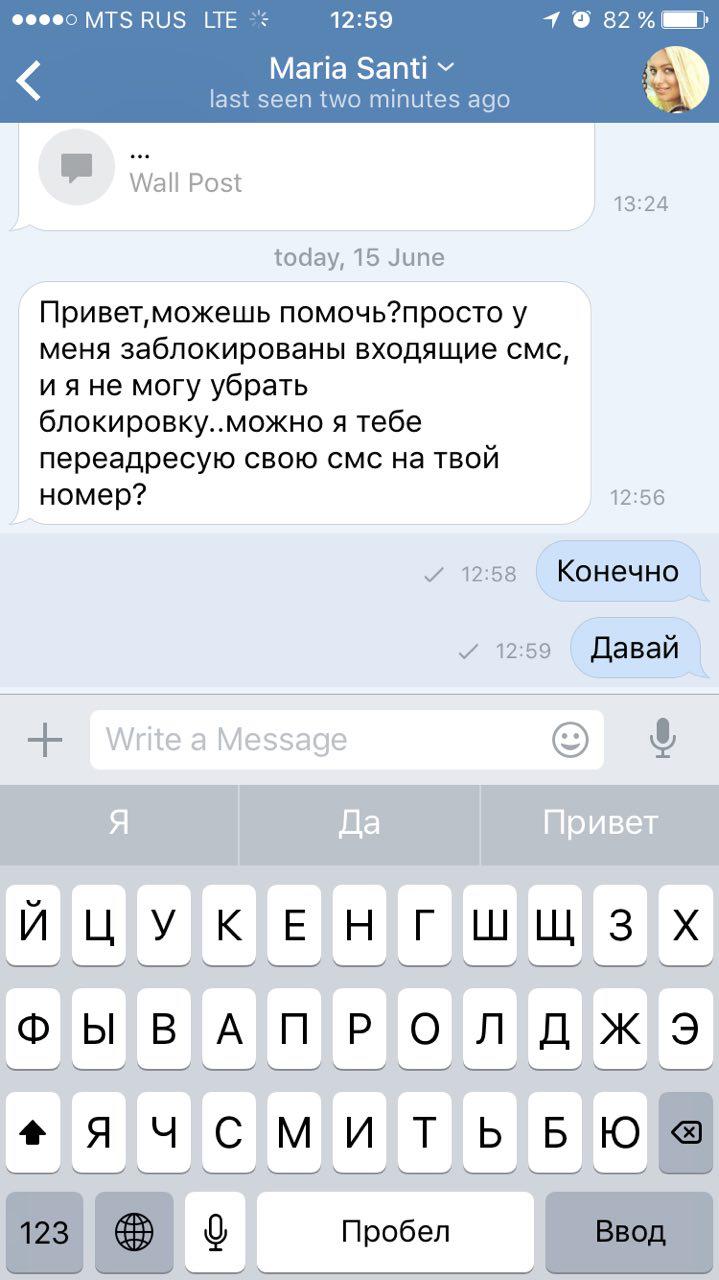 MTS RUS LTE 12:59 82 %
Maria Santi
last seen two minutes ago
...
Wall Post
13:24
today, 15 June
Привет,можешь помочь?просто у
меня заблокированы входящие смс,
и я не могу убрать
блокировку..можно я тебе
переадресую свою смс на твой
номер?
12:56
12:58 Конечно
12:59 Давай
Write a Message
Я Да Привет
Й Ц У К Е Н Г Ш Щ З Х
Ф Ы В А П Р О Л Д Ж Э
Я Ч С М И Т Ь Б Ю
123 Пробел Ввод